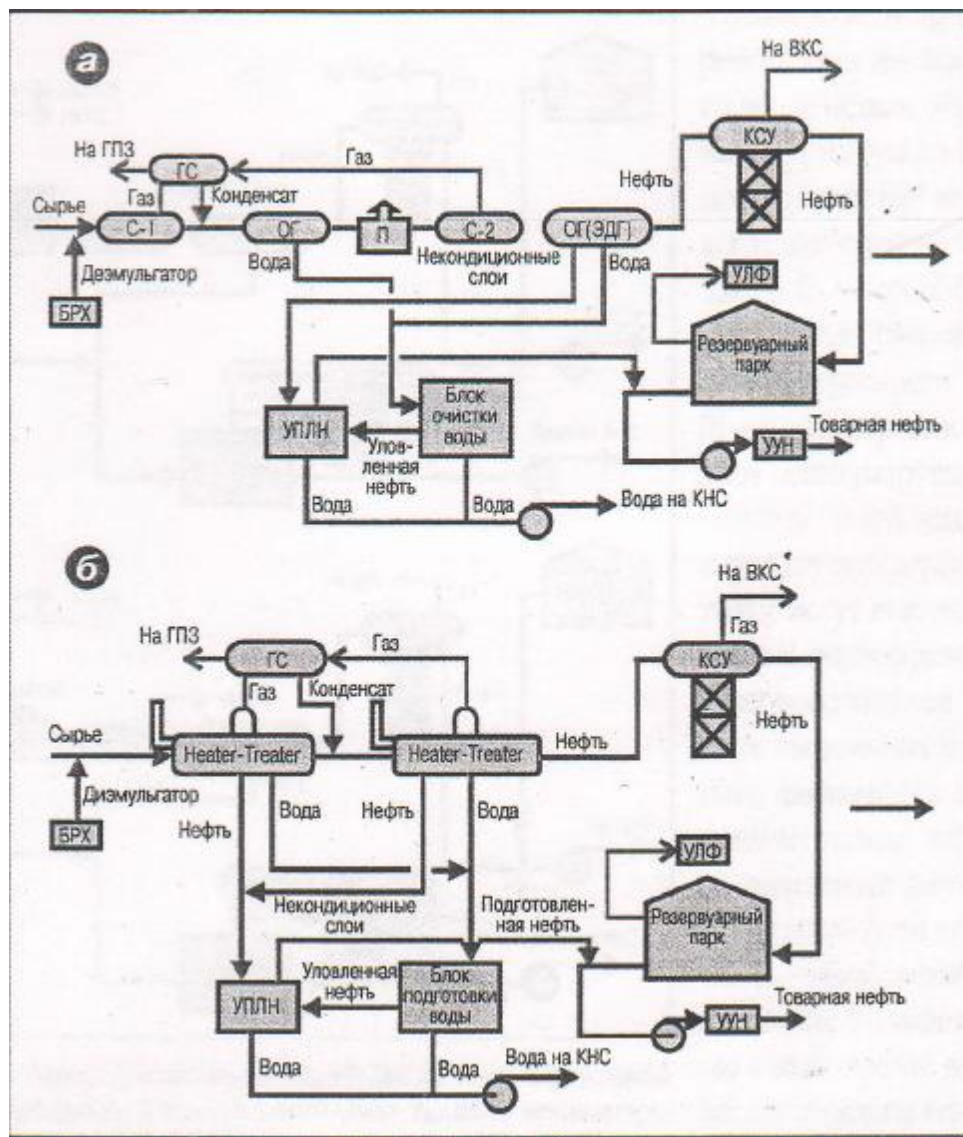 а
На ВКС
КСУ
На ГПЗ
ГС
Газ
Газ
Конденсат
Нефть
Нефть
Сырье
С-1
ОГ
П
С-2
ОГ(ЭДГ)
Вода
Некондиционные
слои
Вода
Деэмульгатор
БРХ
УЛФ
Резервуарный
парк
УПЛН
Блок
очистки
воды
Улов-
ленная
нефть
Товарная нефть
УУН
Вода
Вода
Вода на КНС
б
На ВКС
Газ
КСУ
На ГПЗ
ГС
Газ
Газ
Конденсат
Нефть
Сырье
Heater-Treater
Heater-Treater
Нефть
Диэмульгатор
БРХ
Нефть
Вода
Нефть
Вода
УЛФ
Некондиционные
слои
Подготовлен-
ная нефть
Резервуарный
парк
УПЛН
Уловленная
нефть
Блок
подготовки
воды
Товарная нефть
УУН
Вода
Вода
Вода на КНС